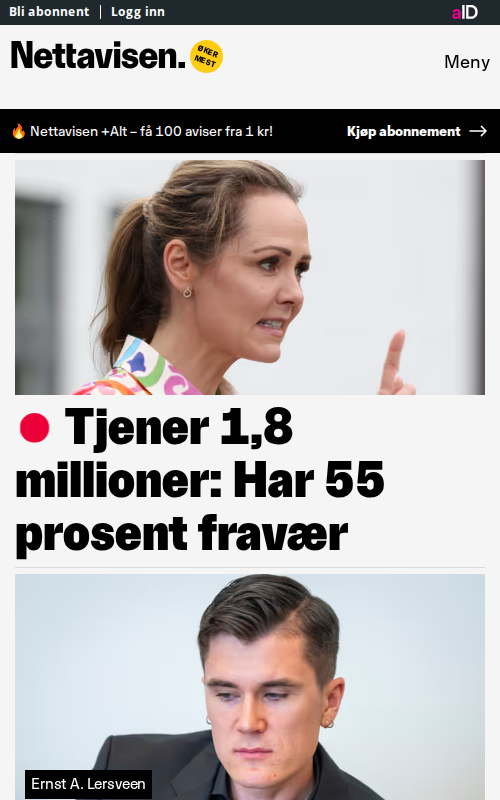 Bli abonnent | Logg inn
aID
Nettavisen.
ØKER
MEST
Meny
🔥 Nettavisen +Alt – få 100 aviser fra 1 kr!
Kjøp abonnement →
Tjener 1,8
millioner: Har 55
prosent fravær
Ernst A. Lersveen